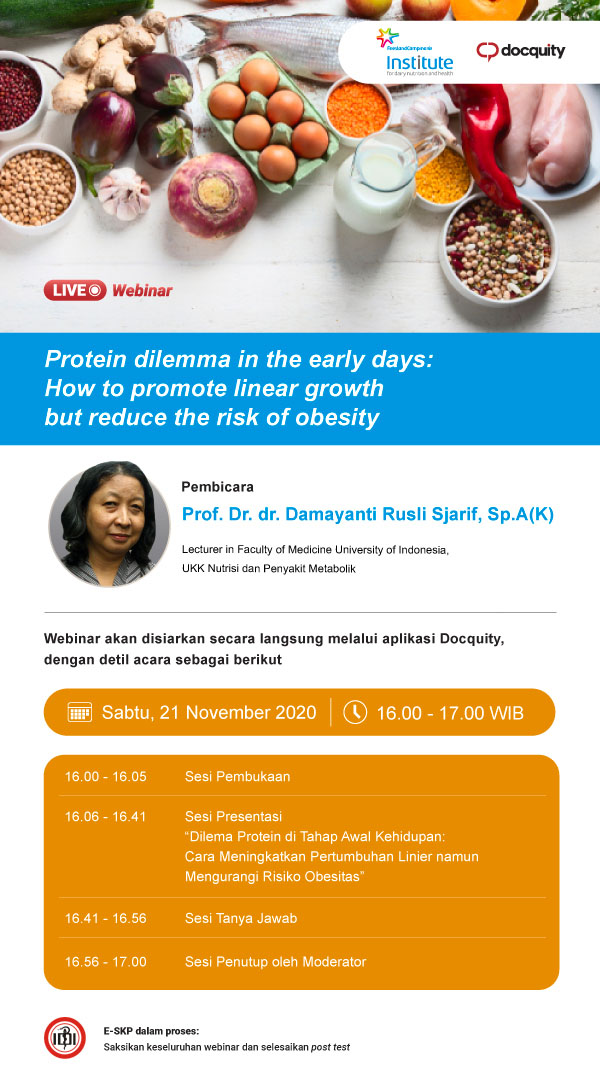 FrieslandCampina
Institute
for dairy nutrition and health
docquity
LIVE Webinar
Protein dilemma in the early days:
How to promote linear growth
but reduce the risk of obesity
Pembicara
Prof. Dr. dr. Damayanti Rusli Sjarif, Sp.A(K)
Lecturer in Faculty of Medicine University of Indonesia,
UKK Nutrisi dan Penyakit Metabolik
Webinar akan disiarkan secara langsung melalui aplikasi Docquity,
dengan detil acara sebagai berikut
Sabtu, 21 November 2020 16.00 - 17.00 WIB
16.00 - 16.05 Sesi Pembukaan
16.06 - 16.41 Sesi Presentasi
“Dilema Protein di Tahap Awal Kehidupan:
Cara Meningkatkan Pertumbuhan Linier namun
Mengurangi Risiko Obesitas”
16.41 - 16.56 Sesi Tanya Jawab
16.56 - 17.00 Sesi Penutup oleh Moderator
IDI
E-SKP dalam proses:
Saksikan keseluruhan webinar dan selesaikan post test